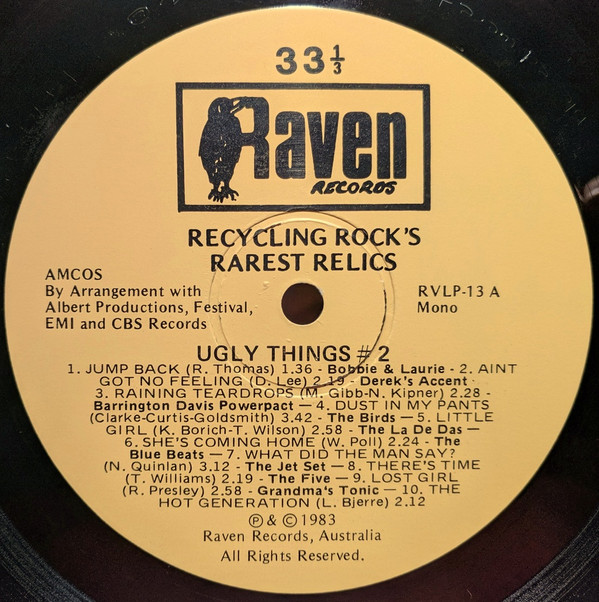 33⅓
Raven
RECORDS
RECYCLING ROCK'S
RAREST RELICS
AMCOS
By Arrangement with
Albert Productions, Festival,
EMI and CBS Records
RVLP-13 A
Mono
UGLY THINGS # 2
1. JUMP BACK (R. Thomas) 1.36 - Bobbie & Laurie - 2. AINT
GOT NO FEELING (D. Lee) 2.19 - Derek's Accent -
3. RAINING TEARDROPS (M. Gibb-N. Kipner) 2.28 -
Barrington Davis Powerpact — 4. DUST IN MY PANTS
(Clarke-Curtis-Goldsmith) 3.42 - The Birds — 5. LITTLE
GIRL (K. Borich-T. Wilson) 2.58 - The La De Das —
6. SHE'S COMING HOME (W. Poll) 2.24 - The
Blue Beats — 7. WHAT DID THE MAN SAY?
(N. Quinlan) 3.12 - The Jet Set — 8. THERE'S TIME
(T. Williams) 2.19 - The Five — 9. LOST GIRL
(R. Presley) 2.58 - Grandma's Tonic — 10. THE
HOT GENERATION (L. Bjerre) 2.12
℗ & © 1983
Raven Records, Australia
All Rights Reserved.